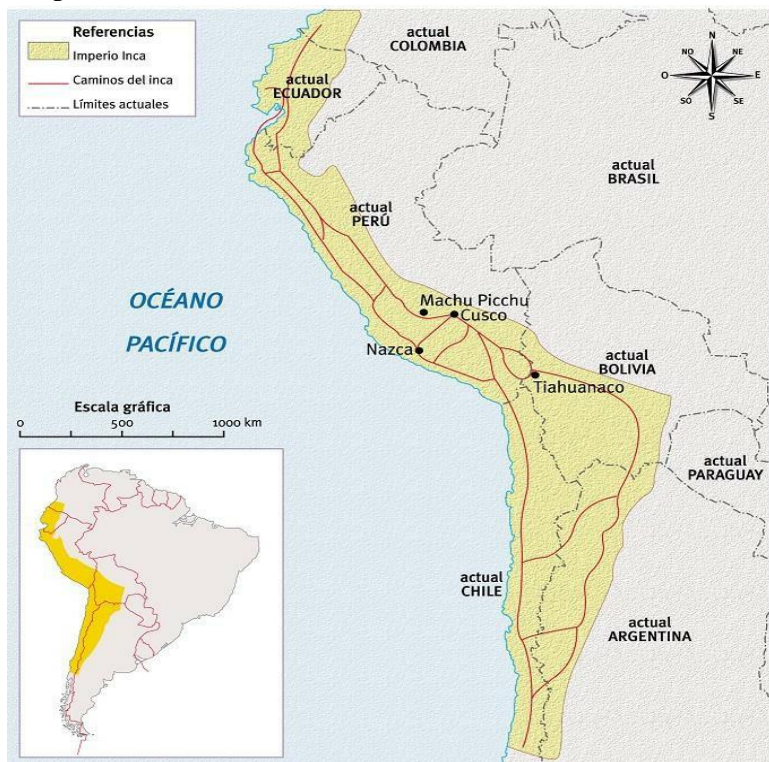 Referencias
Imperio Inca
Caminos del inca
Límites actuales
actual
COLOMBIA
N
NO
NE
O
E
SO
SE
S
actual
ECUADOR
actual
BRASIL
actual
PERÚ
OCÉANO
PACÍFICO
Machu Picchu
Cusco
Nazca
actual
BOLIVIA
Tiahuanaco
Escala gráfica
0
500
1000 km
actual
PARAGUAY
actual
CHILE
actual
ARGENTINA